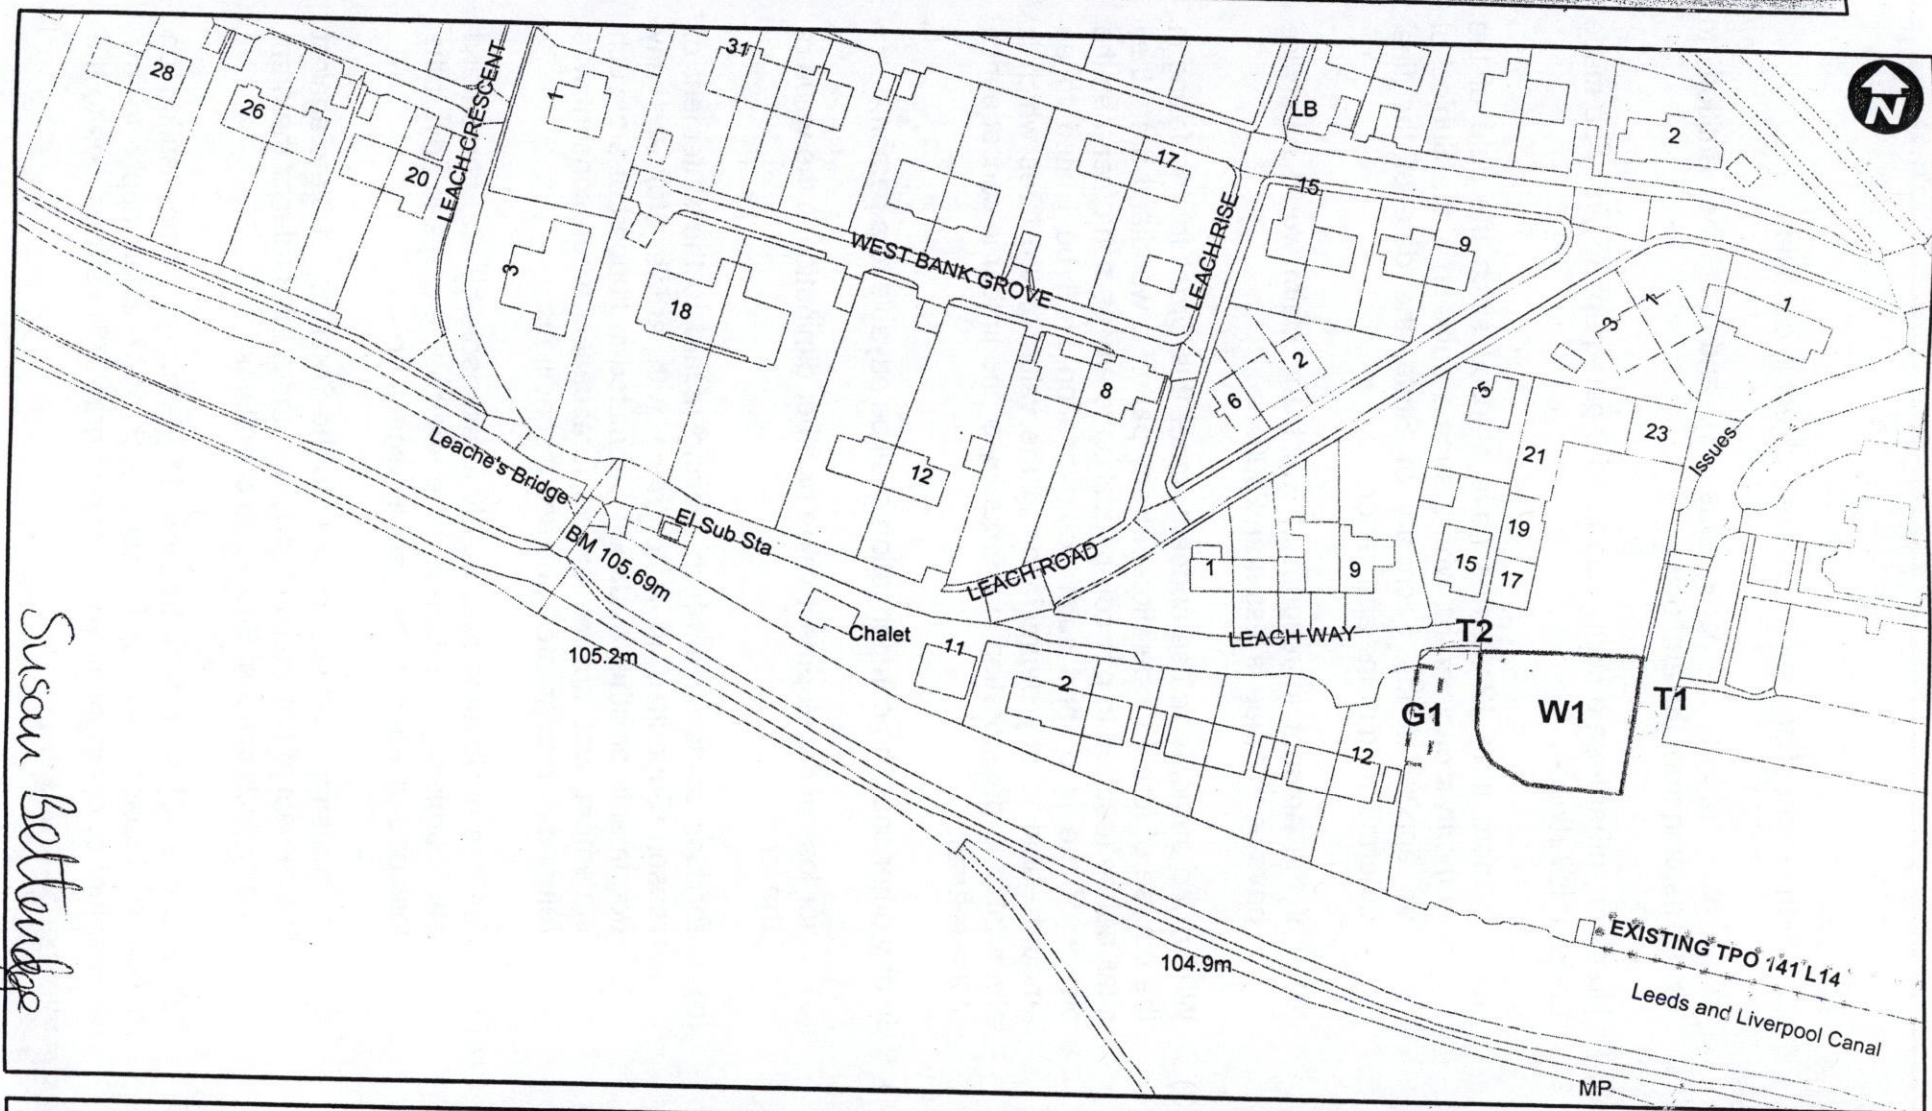 N
28
26
20
LEACH CRESCENT
1
31
17
LB
2
15
9
LEACH RISE
WEST BANK GROVE
3
18
12
8
6
2
3
1
1
5
23
21
19
17
15
Issues
Leache's Bridge
BM 105.69m
El Sub Sta
LEACH ROAD
1
9
LEACH WAY
T2
Chalet
11
105.2m
2
12
G1
W1
T1
104.9m
EXISTING TPO 141 L14
Leeds and Liverpool Canal
MP
Susan Betteridge